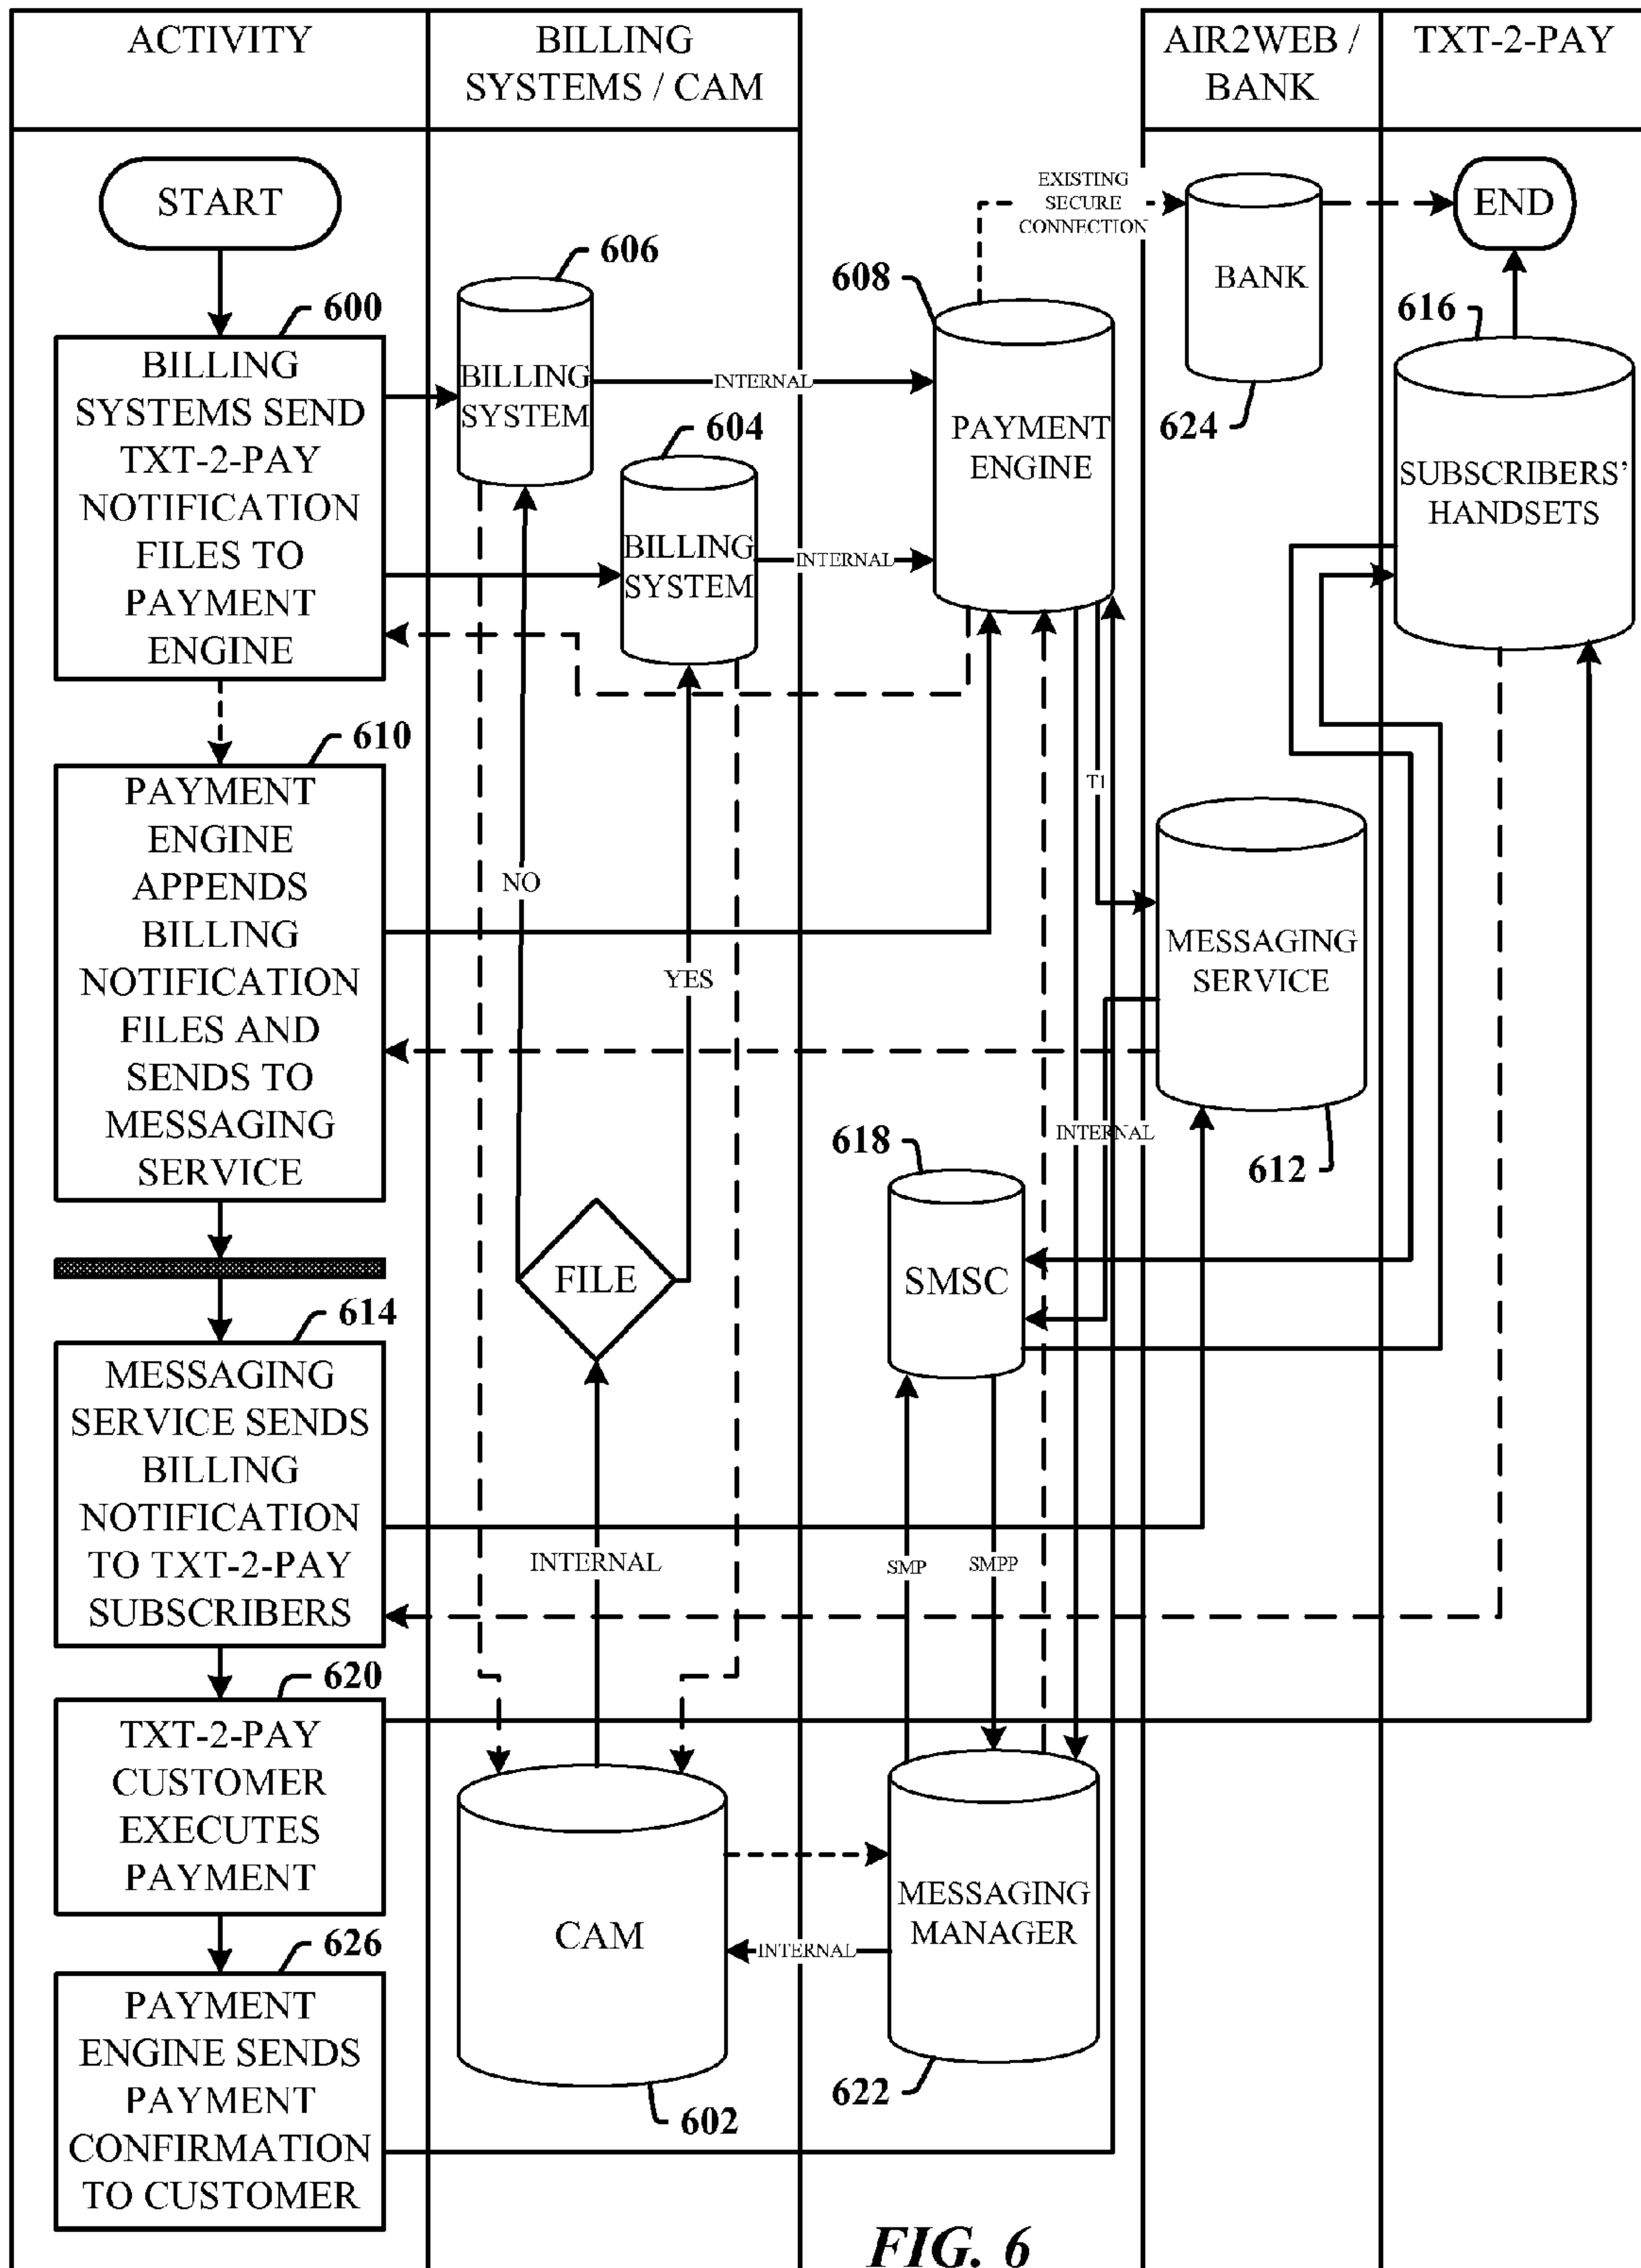 ACTIVITY
BILLING
SYSTEMS / CAM
AIR2WEB /
BANK
TXT-2-PAY
START
600
BILLING
SYSTEMS SEND
TXT-2-PAY
NOTIFICATION
FILES TO
PAYMENT
ENGINE
606
BILLING
SYSTEM
INTERNAL
604
BILLING
SYSTEM
INTERNAL
608
PAYMENT
ENGINE
EXISTING
SECURE
CONNECTION
BANK
624
END
616
SUBSCRIBERS'
HANDSETS
610
PAYMENT
ENGINE
APPENDS
BILLING
NOTIFICATION
FILES AND
SENDS TO
MESSAGING
SERVICE
NO
YES
T1
MESSAGING
SERVICE
612
INTERNAL
618
SMSC
FILE
614
MESSAGING
SERVICE SENDS
BILLING
NOTIFICATION
TO TXT-2-PAY
SUBSCRIBERS
INTERNAL
SMP
SMPP
620
TXT-2-PAY
CUSTOMER
EXECUTES
PAYMENT
CAM
602
INTERNAL
MESSAGING
MANAGER
622
626
PAYMENT
ENGINE SENDS
PAYMENT
CONFIRMATION
TO CUSTOMER
FIG. 6